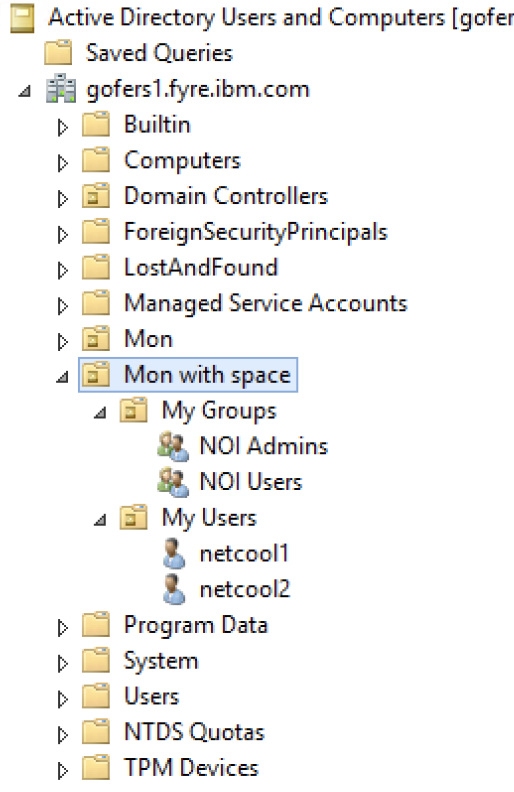 Active Directory Users and Computers [gofer
Saved Queries
gofers1.fyre.ibm.com
Builtin
Computers
Domain Controllers
ForeignSecurityPrincipals
LostAndFound
Managed Service Accounts
Mon
Mon with space
My Groups
NOI Admins
NOI Users
My Users
netcool1
netcool2
Program Data
System
Users
NTDS Quotas
TPM Devices